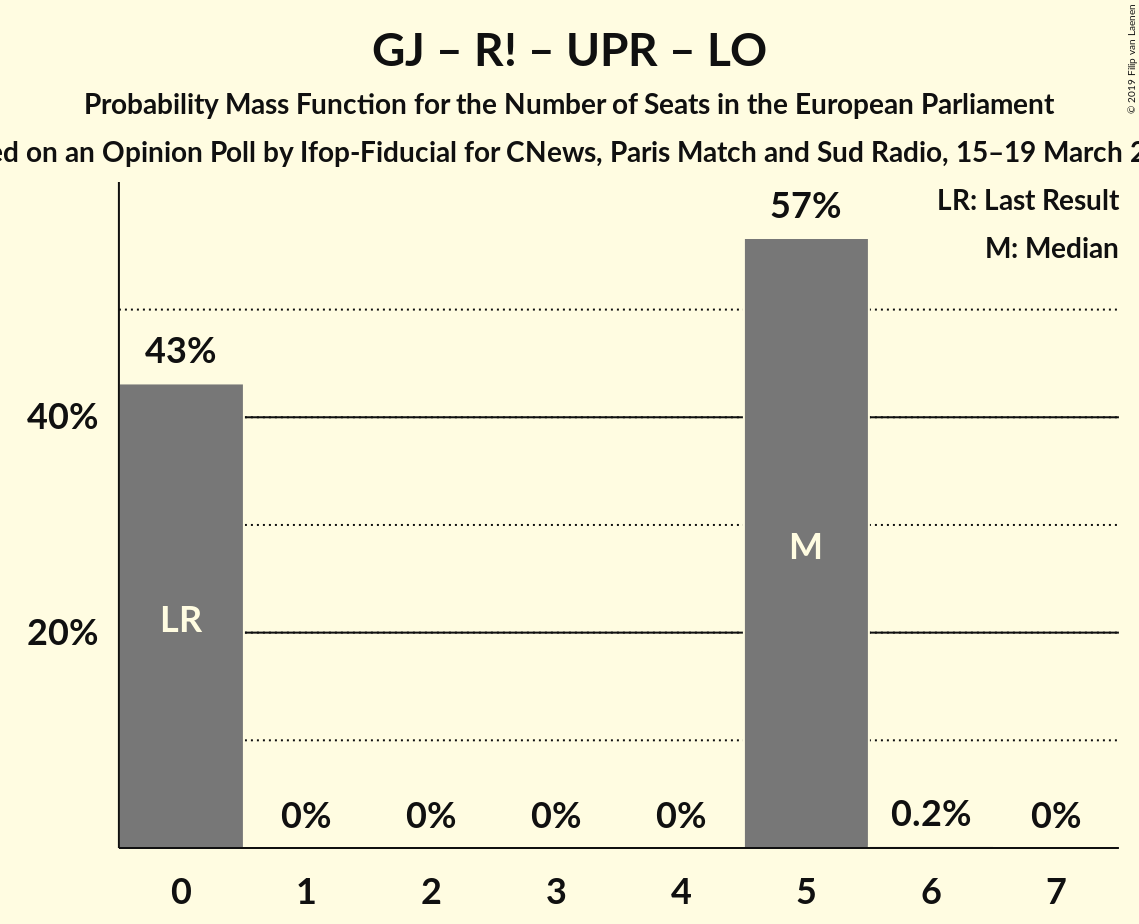 GJ – R! – UPR – LO
Probability Mass Function for the Number of Seats in the European Parliament
on an Opinion Poll by Ifop-Fiducial for CNews, Paris Match and Sud Radio, 15–19 March
© 2019 Filip van Laenen
LR: Last Result
M: Median
57%
43%
40%
M
LR
20%
0% 0% 0% 0% 0.2% 0%
0 1 2 3 4 5 6 7